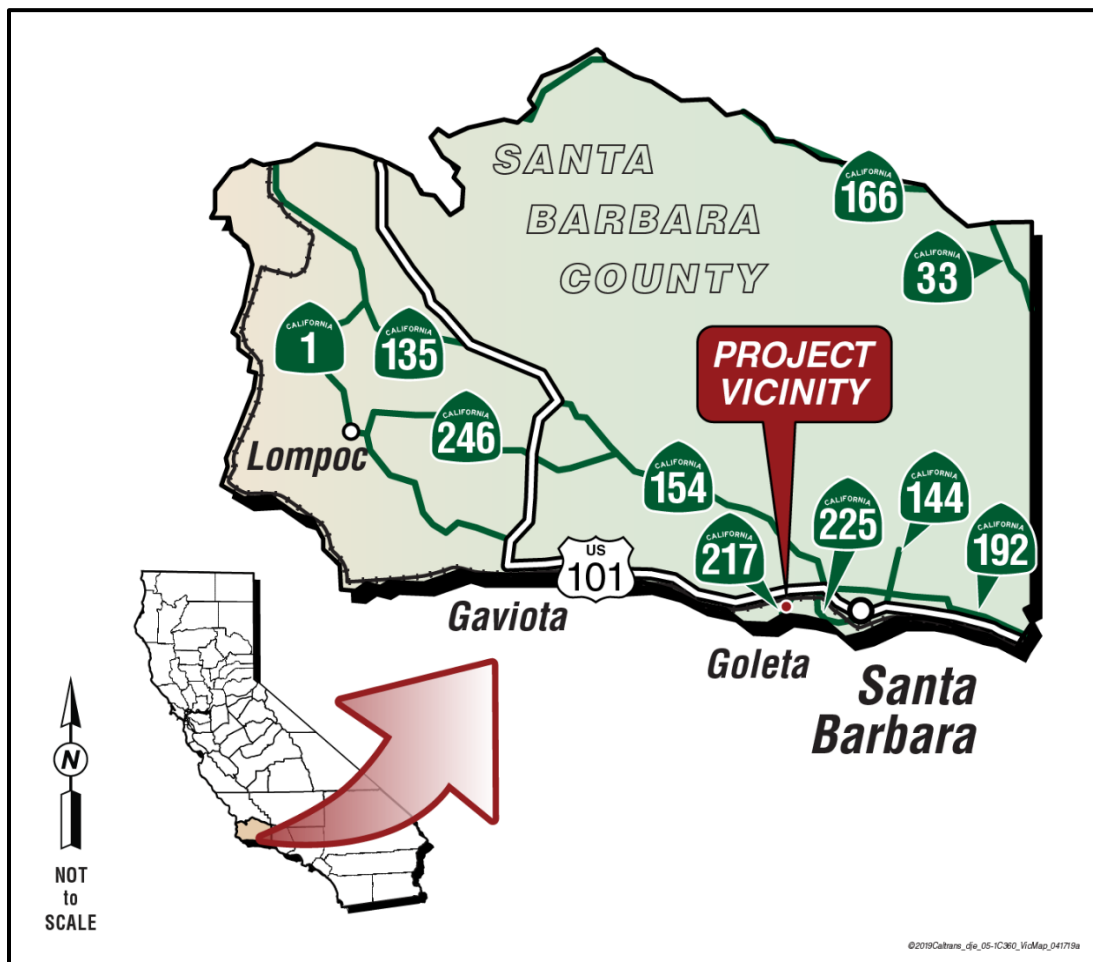 SANTA
BARBARA
COUNTY
CALIFORNIA
166
CALIFORNIA
33
CALIFORNIA
1
CALIFORNIA
135
PROJECT
VICINITY
CALIFORNIA
246
Lompoc
CALIFORNIA
154
CALIFORNIA
225
CALIFORNIA
144
CALIFORNIA
217
CALIFORNIA
192
US
101
Gaviota
Goleta
Santa
Barbara
N
NOT
to
SCALE
©2019Caltrans_dje_05-1C360_VicMap_041719a